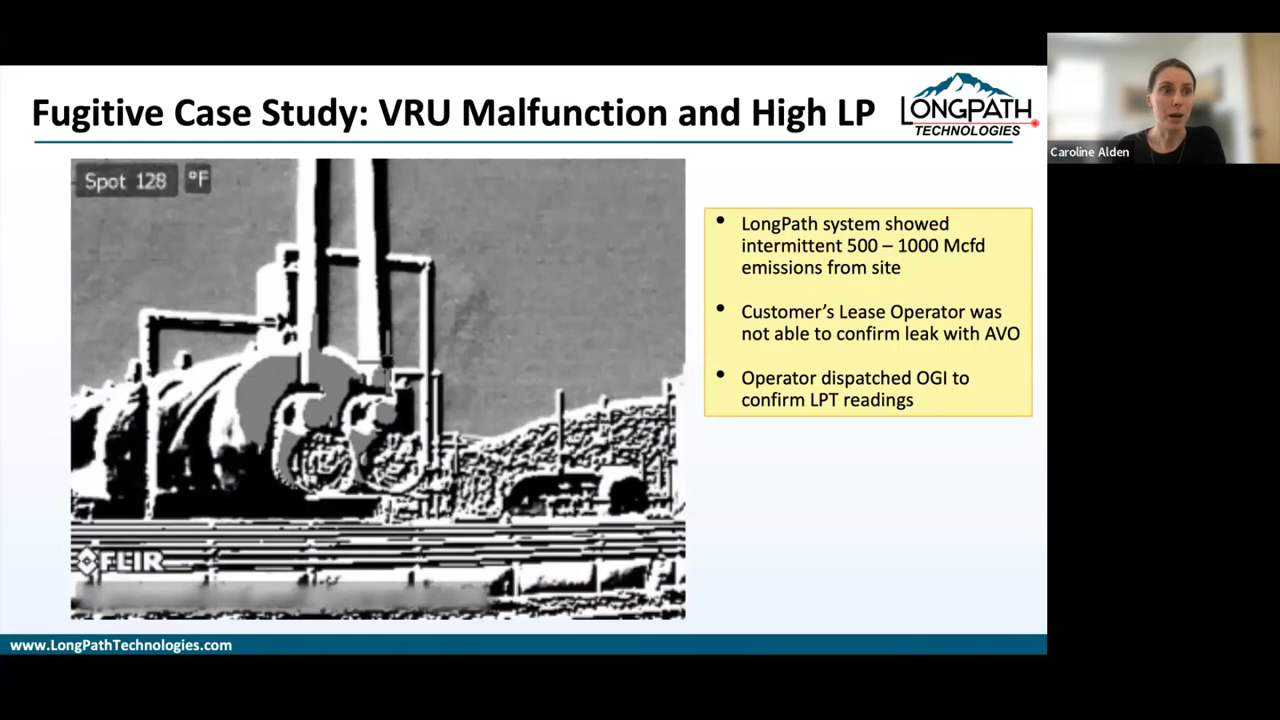 Fugitive Case Study: VRU Malfunction and High LP
LONGPATH
TECHNOLOGIES
Caroline Alden
Spot 128 °F
• LongPath system showed
intermittent 500 – 1000 Mcfd
emissions from site
• Customer’s Lease Operator was
not able to confirm leak with AVO
• Operator dispatched OGI to
confirm LPT readings
FLIR
www.LongPathTechnologies.com